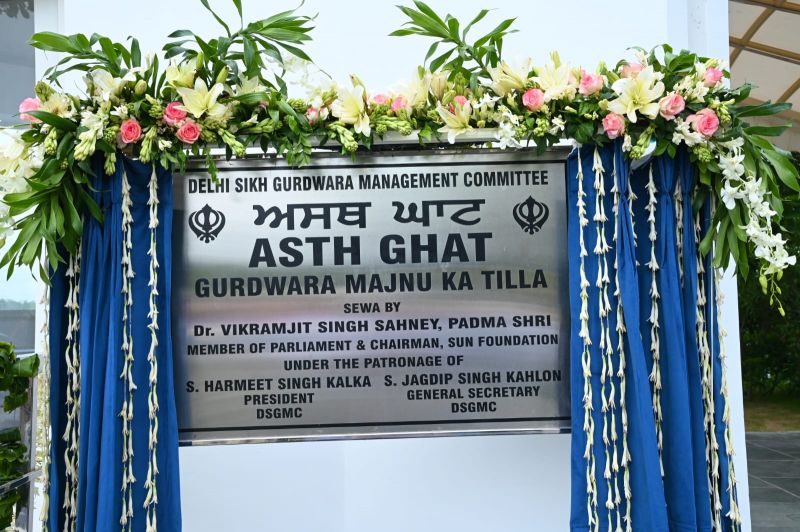 DELHI SIKH GURDWARA MANAGEMENT COMMITTEE
ਅਸਥ ਘਾਟ
ASTH GHAT
GURDWARA MAJNU KA TILLA
SEWA BY
Dr. VIKRAMJIT SINGH SAHNEY, PADMA SHRI
MEMBER OF PARLIAMENT & CHAIRMAN, SUN FOUNDATION
UNDER THE PATRONAGE OF
S. HARMEET SINGH KALKA S. JAGDIP SINGH KAHLON
PRESIDENT GENERAL SECRETARY
DSGMC DSGMC